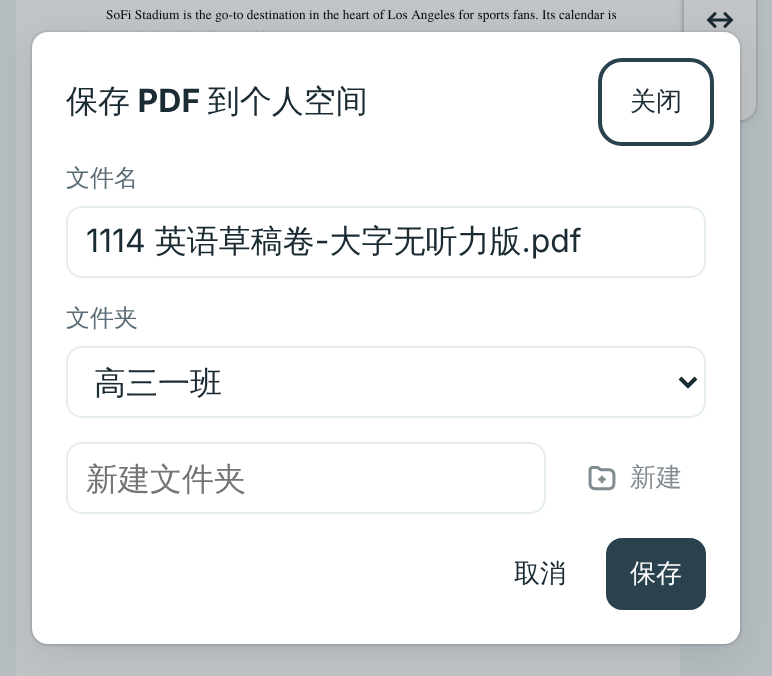 SoFi Stadium is the go-to destination in the heart of Los Angeles for sports fans. Its calendar is
保存 PDF 到个人空间
关闭
文件名
1114 英语草稿卷-大字无听力版.pdf
文件夹
高三一班
新建文件夹
新建
取消
保存